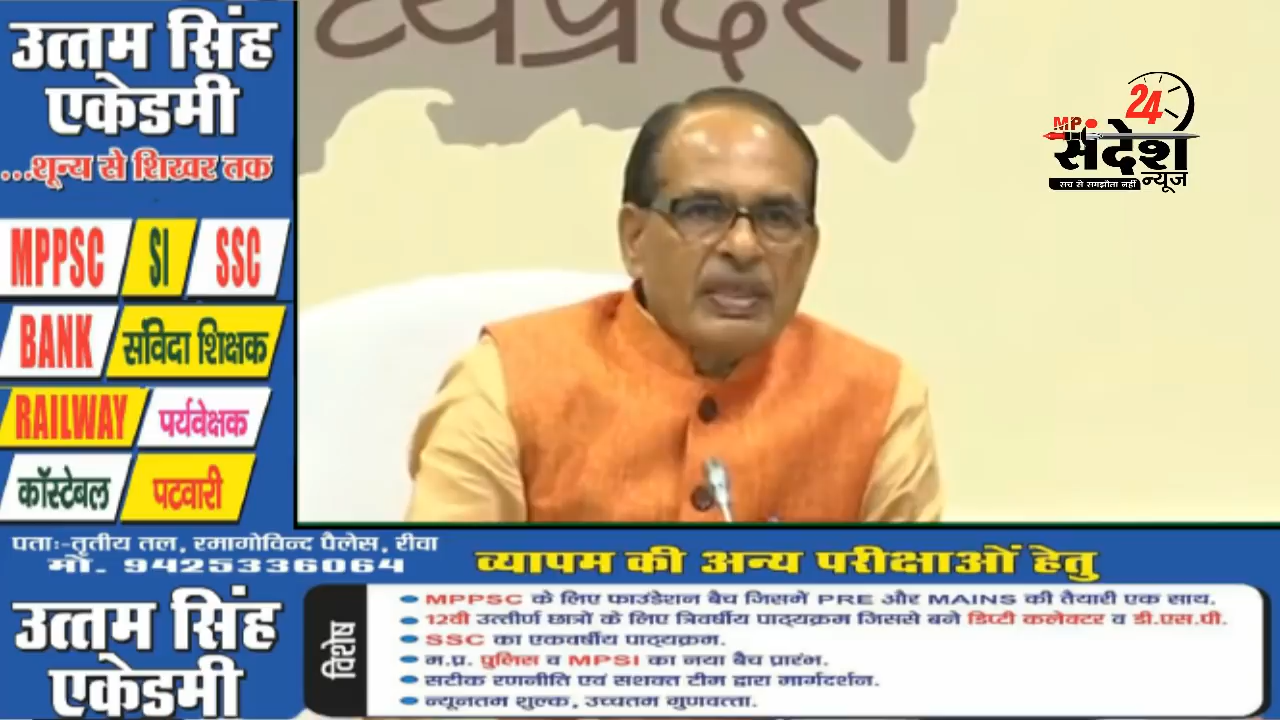 उत्तम सिंह
एकेडमी
...शून्य से शिखर तक
MPPSC SI SSC
BANK संविदा शिक्षक
RAILWAY पर्यवेक्षक
कॉस्टेबल पटवारी
पताः-तृतीय तल, रमागोविन्द पैलेस, रीवा
मो. 9425336064
उत्तम सिंह
एकेडमी
24
MP
संदेश
सच से समझौता नहीं न्यूज
व्यापम की अन्य परीक्षाओं हेतु
विशेष
MPPSC के लिए फाउंडेशन बैच जिसमें PRE और MAINS की तैयारी एक साथ.
12वी उत्तीर्ण छात्रों के लिए त्रिवर्षीय पाठ्यक्रम जिससे बने डिप्टी कलेक्टर व डी.एस.पी.
SSC का एकवर्षीय पाठ्यक्रम.
म.प्र. पुलिस व MPSI का नया बैच प्रारंभ.
सटीक रणनीति एवं सशक्त टीम द्वारा मार्गदर्शन.
न्यूनतम शुल्क, उच्चतम गुणवत्ता.